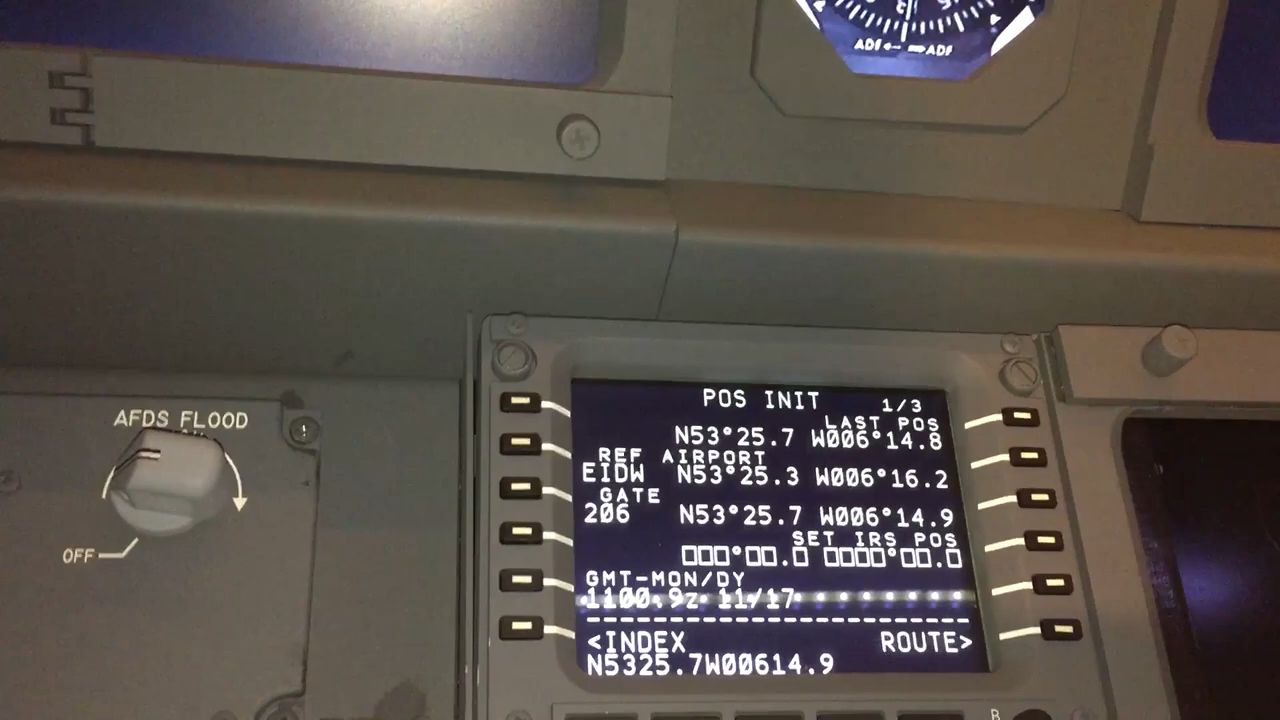 ADF ADF
AFDS FLOOD
OFF
POS INIT 1/3
LAST POS
N53°25.7 W006°14.8
REF AIRPORT
EIDW N53°25.3 W006°16.2
GATE
206 N53°25.7 W006°14.9
SET IRS POS
□□□°□□.□ □□□□°□□.□
GMT-MON/DY
1100.9z 11/17
<INDEX ROUTE>
N5325.7W00614.9
B